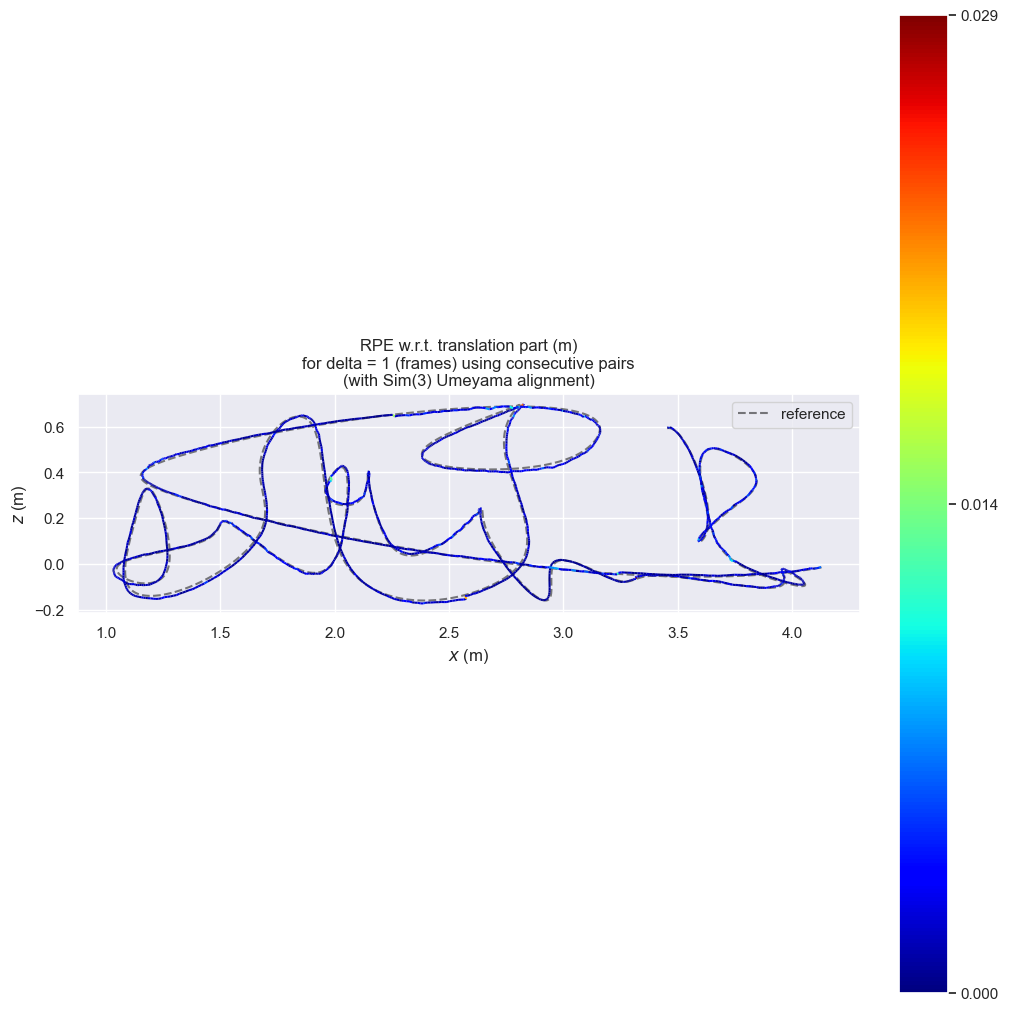 RPE w.r.t. translation part (m)
for delta = 1 (frames) using consecutive pairs
(with Sim(3) Umeyama alignment)
reference
z (m)
0.6
0.4
0.2
0.0
−0.2
1.0 1.5 2.0 2.5 3.0 3.5 4.0
x (m)
0.029
0.014
0.000